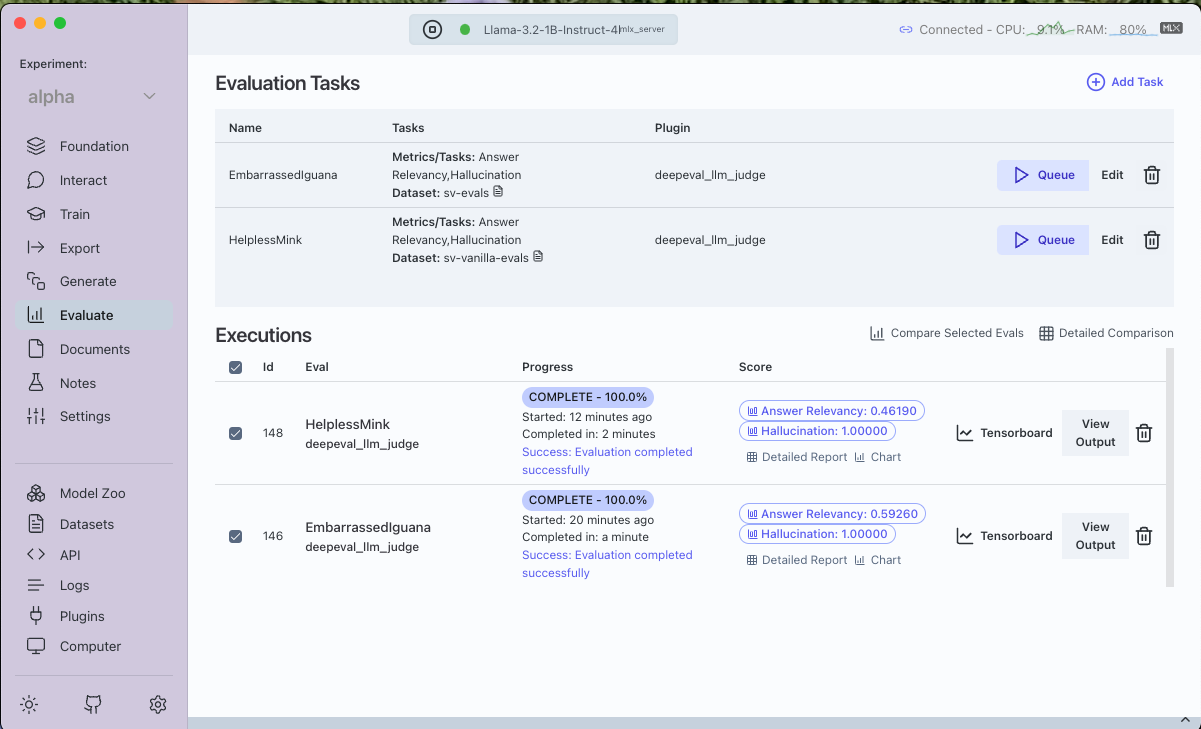 Llama-3.2-1B-Instruct-4
mlx_server
Connected - CPU: 9.1% RAM: 80% MLX
Experiment:
alpha
Foundation
Interact
Train
Export
Generate
Evaluate
Documents
Notes
Settings
Model Zoo
Datasets
API
Logs
Plugins
Computer
Evaluation Tasks
Add Task
Name Tasks Plugin
EmbarrassedIguana
Metrics/Tasks: Answer
Relevancy,Hallucination
Dataset: sv-evals
deepeval_llm_judge
Queue Edit
HelplessMink
Metrics/Tasks: Answer
Relevancy,Hallucination
Dataset: sv-vanilla-evals
deepeval_llm_judge
Queue Edit
Executions
Compare Selected Evals Detailed Comparison
Id Eval Progress Score
148
HelplessMink
deepeval_llm_judge
COMPLETE - 100.0%
Started: 12 minutes ago
Completed in: 2 minutes
Success: Evaluation completed
successfully
Answer Relevancy: 0.46190
Hallucination: 1.00000
Detailed Report Chart
Tensorboard
View
Output
146
EmbarrassedIguana
deepeval_llm_judge
COMPLETE - 100.0%
Started: 20 minutes ago
Completed in: a minute
Success: Evaluation completed
successfully
Answer Relevancy: 0.59260
Hallucination: 1.00000
Detailed Report Chart
Tensorboard
View
Output